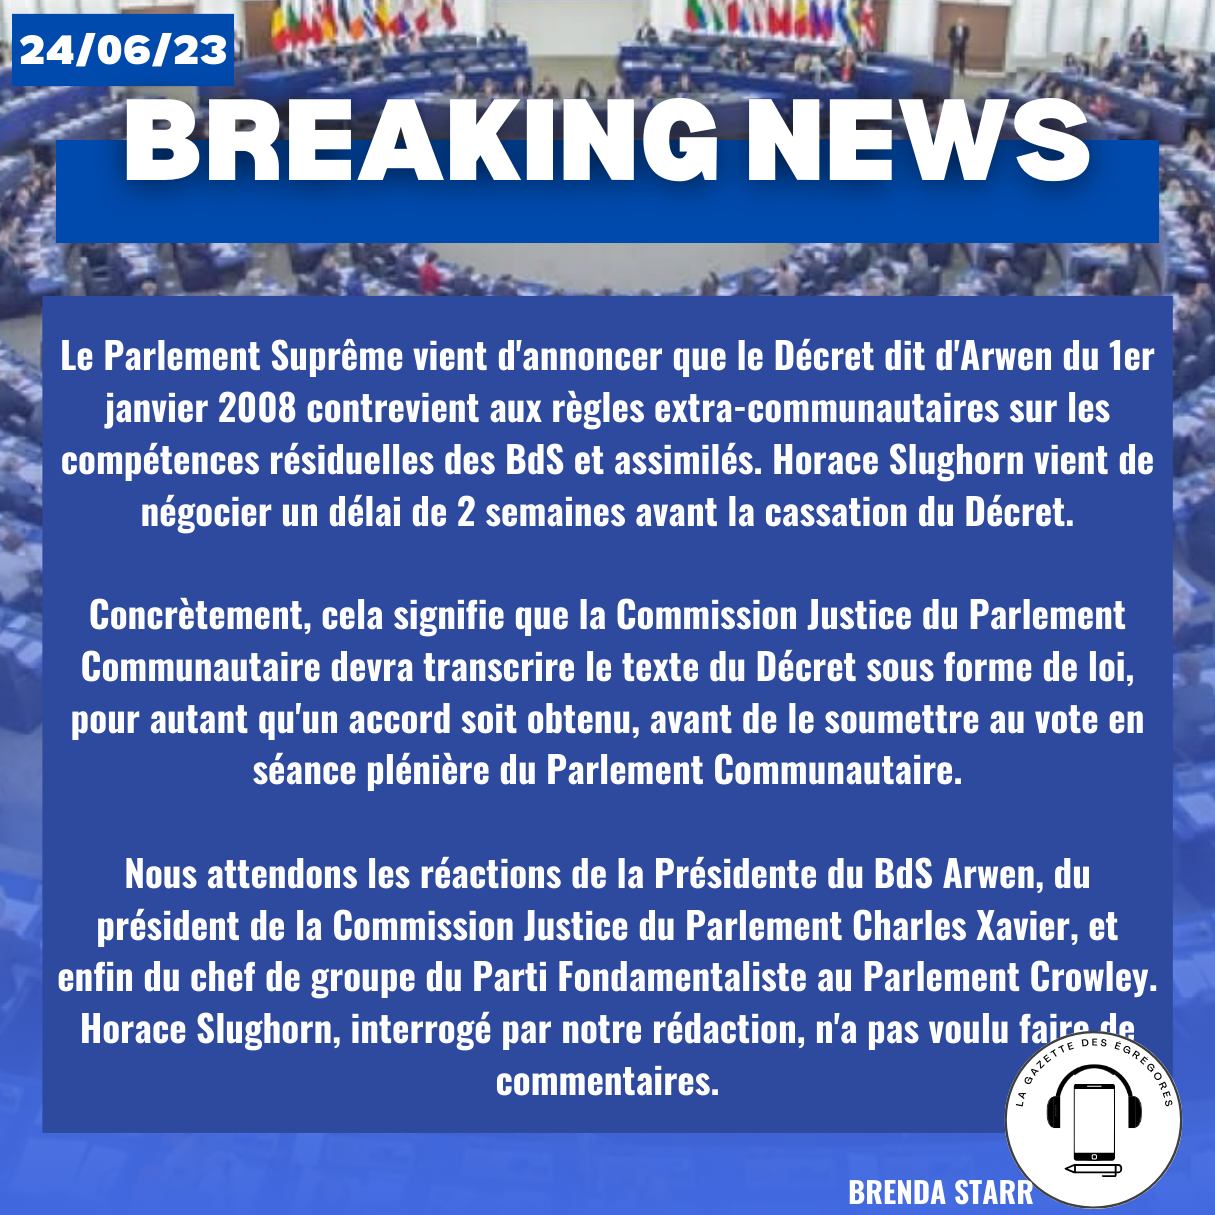 24/06/23
BREAKING NEWS
Le Parlement Suprême vient d'annoncer que le Décret dit d'Arwen du 1er
janvier 2008 contrevient aux règles extra-communautaires sur les
compétences résiduelles des BdS et assimilés. Horace Slughorn vient de
négocier un délai de 2 semaines avant la cassation du Décret.
Concrètement, cela signifie que la Commission Justice du Parlement
Communautaire devra transcrire le texte du Décret sous forme de loi,
pour autant qu'un accord soit obtenu, avant de le soumettre au vote en
séance plénière du Parlement Communautaire.
Nous attendons les réactions de la Présidente du BdS Arwen, du
président de la Commission Justice du Parlement Charles Xavier, et
enfin du chef de groupe du Parti Fondamentaliste au Parlement Crowley.
Horace Slughorn, interrogé par notre rédaction, n'a pas voulu faire de
commentaires.
LA GAZETTE DES ÉGRÉGORES
BRENDA STARR